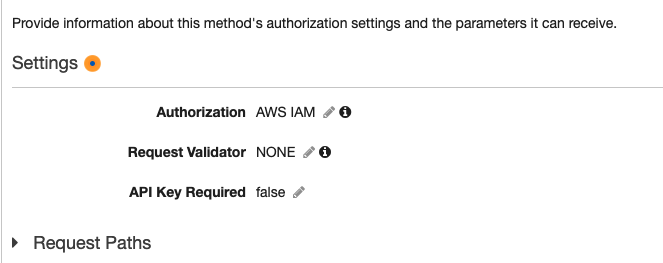 Provide information about this method's authorization settings and the parameters it can receive.
Settings
Authorization AWS IAM
Request Validator NONE
API Key Required false
Request Paths